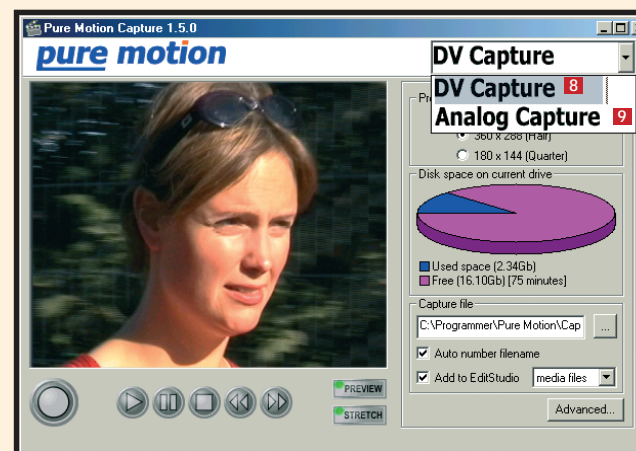 Pure Motion Capture 1.5.0
pure motion
DV Capture
DV Capture 8
Analog Capture 9
360 x 288 (Half)
180 x 144 (Quarter)
Disk space on current drive
Used space (2.34Gb)
Free (16.10Gb) [75 minutes]
Capture file
C:\Programmer\Pure Motion\Cap
...
Auto number filename
Add to EditStudio media files
PREVIEW
STRETCH
Advanced...